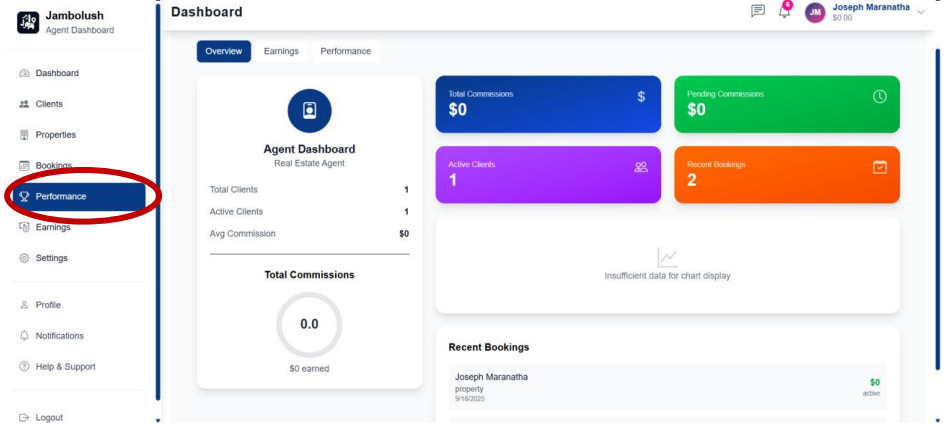 Jambolush
Agent Dashboard
Dashboard
Clients
Properties
Bookings
Performance
Earnings
Settings
Profile
Notifications
Help & Support
Logout
Dashboard
6
JM
Joseph Maranatha
$0.00
Overview Earnings Performance
Agent Dashboard
Real Estate Agent
Total Clients 1
Active Clients 1
Avg Commission $0
Total Commissions
0.0
$0 earned
Total Commissions
$
$0
Pending Commissions
$0
Active Clients
1
Recent Bookings
2
Insufficient data for chart display
Recent Bookings
Joseph Maranatha
property
9/18/2025
$0
active